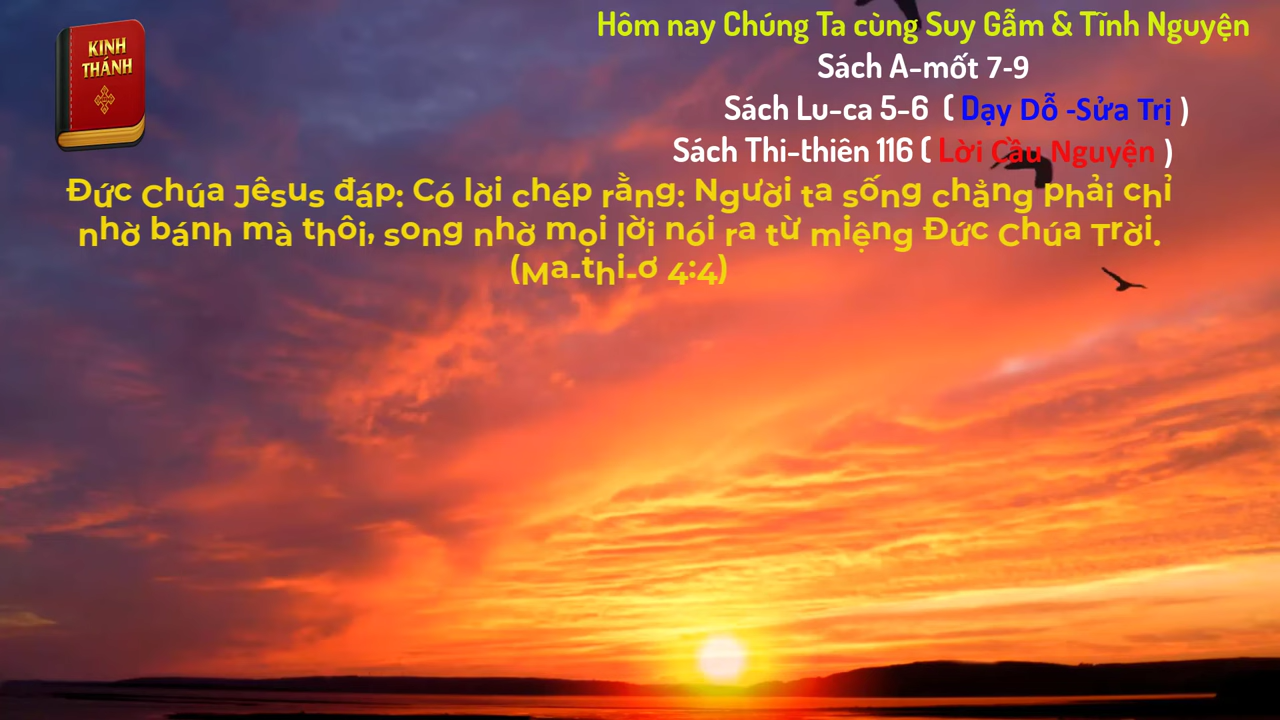 KINH
THÁNH
Hôm nay Chúng Ta cùng Suy Gẫm & Tĩnh Nguyện
Sách A-mốt 7-9
Sách Lu-ca 5-6 ( Dạy Dỗ -Sửa Trị )
Sách Thi-thiên 116 ( Lời Cầu Nguyện )
Đức Chúa Jêsus đáp: Có lời chép rằng: Người ta sống chẳng phải chỉ
nhờ bánh mà thôi, song nhờ mọi lời nói ra từ miệng Đức Chúa Trời.
(Ma-thi-ơ 4:4)